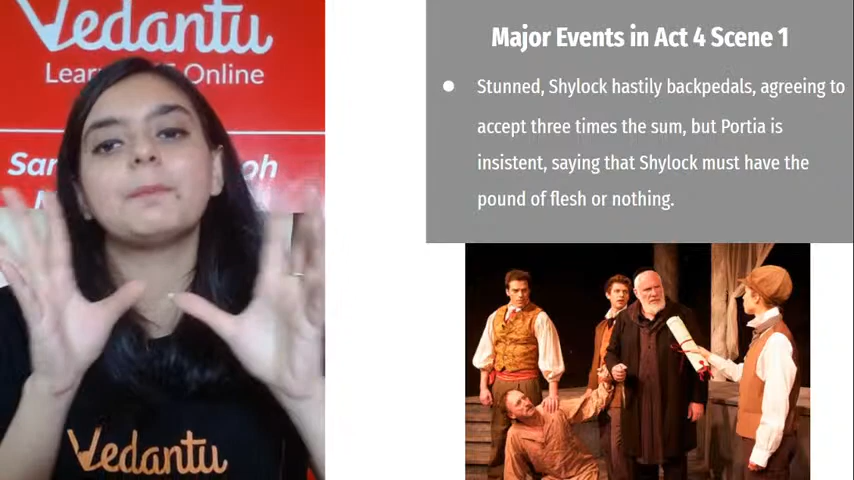 Vedantu
Online
Major Events in Act 4 Scene 1
Stunned, Shylock hastily backpedals, agreeing to
accept three times the sum, but Portia is
insistent, saying that Shylock must have the
pound of flesh or nothing.
Vedantu